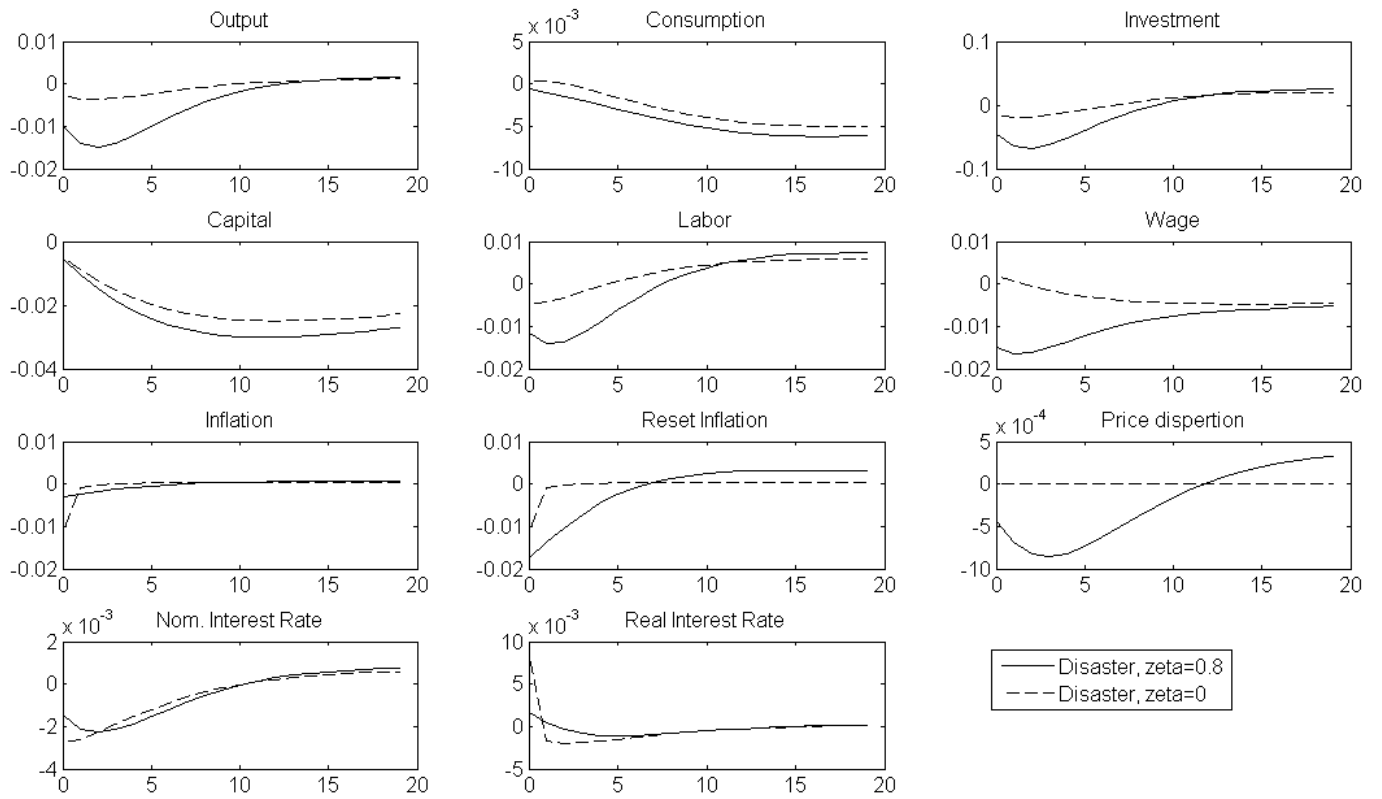 Output
0.01
0
-0.01
-0.02
0 5 10 15 20
Consumption
x 10^-3
5
0
-5
-10
0 5 10 15 20
Investment
0.1
0
-0.1
0 5 10 15 20
Capital
0
-0.02
-0.04
0 5 10 15 20
Labor
0.01
0
-0.01
-0.02
0 5 10 15 20
Wage
0.01
0
-0.01
-0.02
0 5 10 15 20
Inflation
0.01
0
-0.01
-0.02
0 5 10 15 20
Reset Inflation
0.01
0
-0.01
-0.02
0 5 10 15 20
Price dispertion
x 10^-4
5
0
-5
-10
0 5 10 15 20
Nom. Interest Rate
x 10^-3
2
0
-2
-4
0 5 10 15 20
Real Interest Rate
x 10^-3
10
5
0
-5
0 5 10 15 20
Disaster, zeta=0.8
Disaster, zeta=0